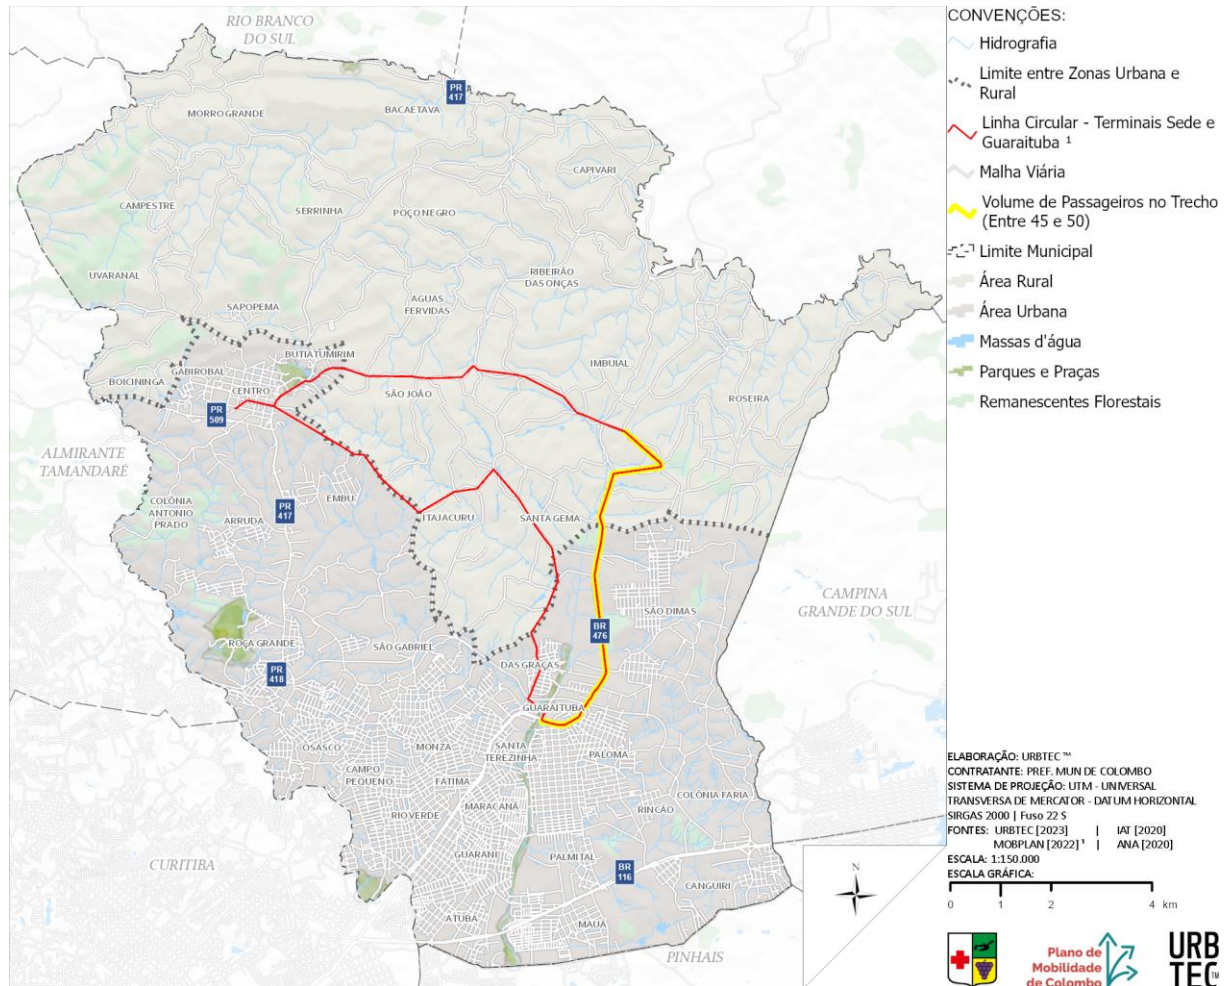 RIO BRANCO
DO SUL
PR
417
BACAETAVA
MORRO GRANDE
CAPIVARI
CAMPESTRE
SERRINHA
POÇO NEGRO
UVARANAL
RIBEIRÃO
DAS ONÇAS
SAPOPEMA
AGUAS
FERVIDAS
BUTIATUMIRIM
GABIROBAL
BOICININGA
CENTRO
SÃO JOÃO
IMBUIAL
ROSEIRA
PR
509
ALMIRANTE
TAMANDARÉ
COLÔNIA
ANTONIO
PRADO
EMBU
PR
417
ARRUDA
ITAJACURU
SANTA GEMA
CAMPINA
GRANDE DO SUL
SÃO DIMAS
BR
476
ROÇA GRANDE
SÃO GABRIEL
DAS GRAÇAS
PR
418
GUARAITUBA
OSASCO
MONZA
SANTA
TEREZINHA
PALOMA
CAMPO
PEQUENO
FÁTIMA
COLÔNIA FARIA
RIO VERDE
MARACANÃ
RINCÃO
CURITIBA
GUARANI
PALMITAL
BR
116
CANGUIRI
ATUBA
MAUÁ
PINHAIS
N
CONVENÇÕES:
Hidrografia
Limite entre Zonas Urbana e
Rural
Linha Circular - Terminais Sede e
Guaraituba ¹
Malha Viária
Volume de Passageiros no Trecho
(Entre 45 e 50)
Limite Municipal
Área Rural
Área Urbana
Massas d'água
Parques e Praças
Remanescentes Florestais
ELABORAÇÃO: URBTEC™
CONTRATANTE: PREF. MUN DE COLOMBO
SISTEMA DE PROJEÇÃO: UTM - UNIVERSAL
TRANSVERSA DE MERCATOR - DATUM HORIZONTAL
SIRGAS 2000 | Fuso 22 S
FONTES: URBTEC [2023] | IAT [2020]
MOBPLAN [2022] ¹ | ANA [2020]
ESCALA: 1:150.000
ESCALA GRÁFICA:
0 1 2 4 km
Plano de
Mobilidade
de Colombo
URB
TEC™